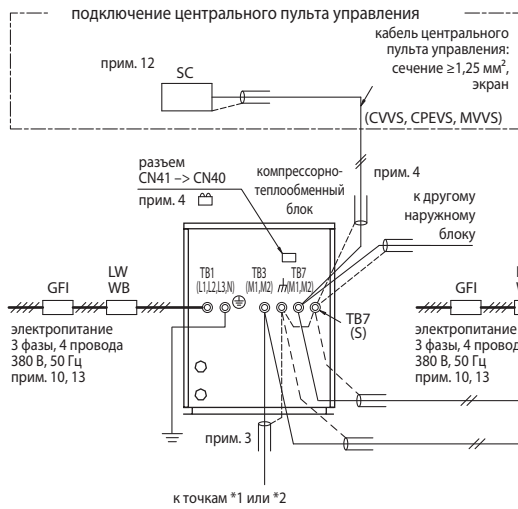 подключение центрального пульта управления
кабель центрального
пульта управления:
сечение ≥1,25 мм²,
экран
прим. 12
SC
(CVVS, CPEVS, MVVS)
разъем
CN41 –> CN40
прим. 4
компрессорно-
теплообменный
блок
прим. 4
к другому
наружному
блоку
TB1
(L1,L2,L3,N)
TB3
(M1,M2)
TB7
(M1,M2)
GFI
LW
WB
TB7
(S)
GFI
электропитание
3 фазы, 4 провода
380 В, 50 Гц
прим. 10, 13
электропитание
3 фазы, 4 провод
380 В, 50 Гц
прим. 10, 13
прим. 3
к точкам *1 или *2